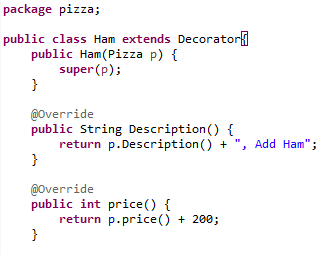 package pizza;
public class Ham extends Decorator{
public Ham(Pizza p) {
super(p);
}
@Override
public String Description() {
return p.Description() + ", Add Ham";
}
@Override
public int price() {
return p.price() + 200;
}